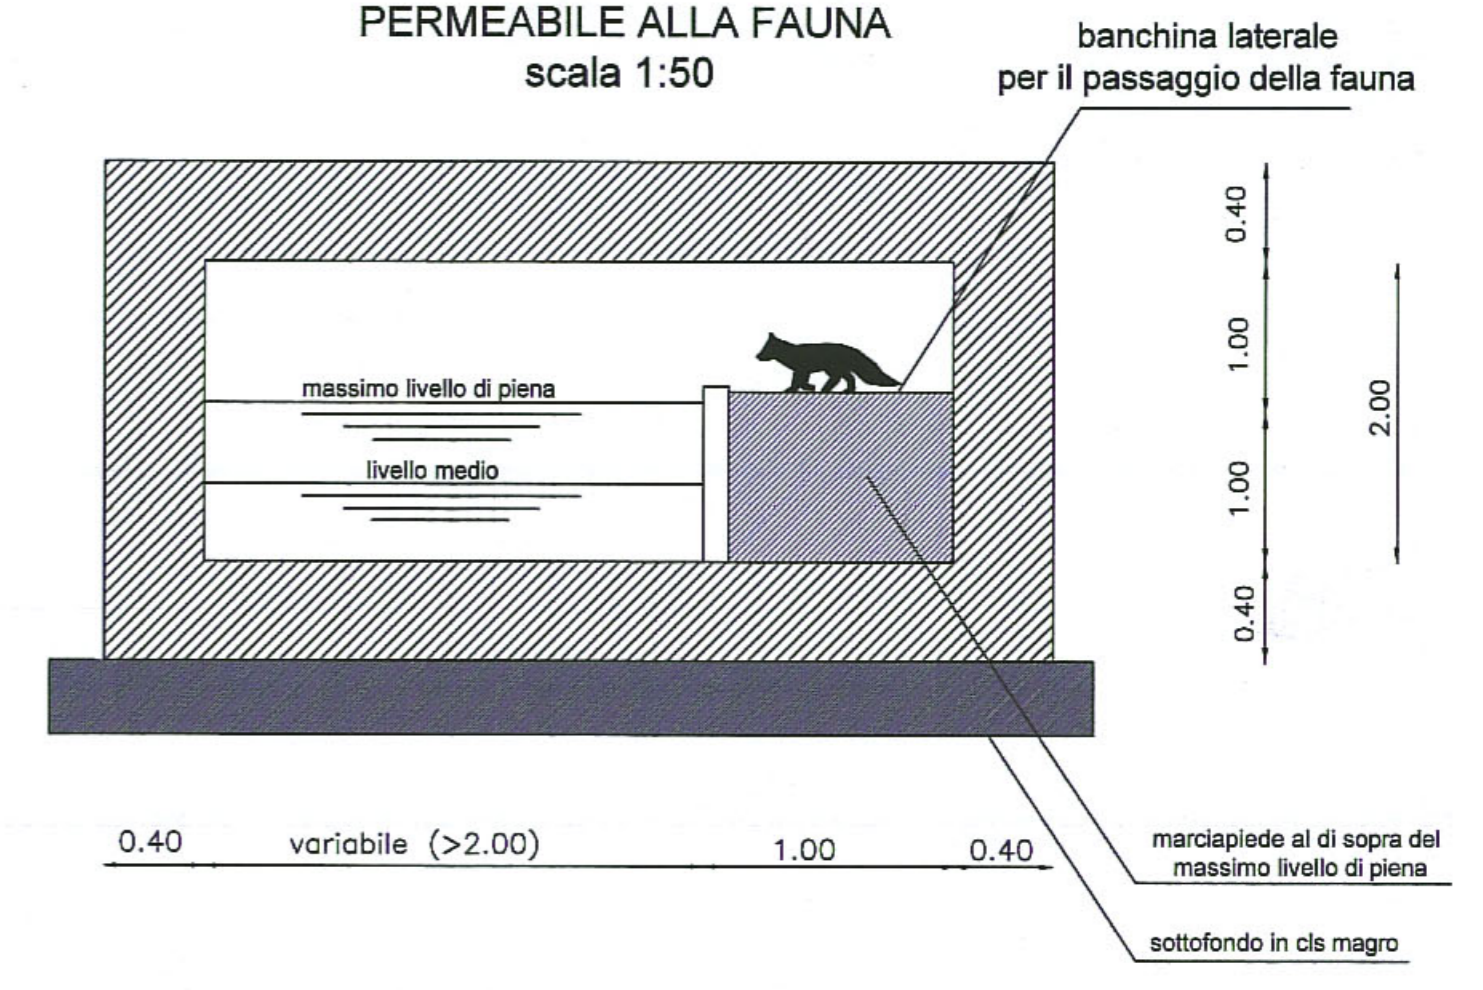 PERMEABILE ALLA FAUNA
scala 1:50
banchina laterale
per il passaggio della fauna
massimo livello di piena
livello medio
0.40
1.00
1.00
0.40
2.00
0.40
variabile (>2.00)
1.00
0.40
marciapiede al di sopra del
massimo livello di piena
sottofondo in cls magro